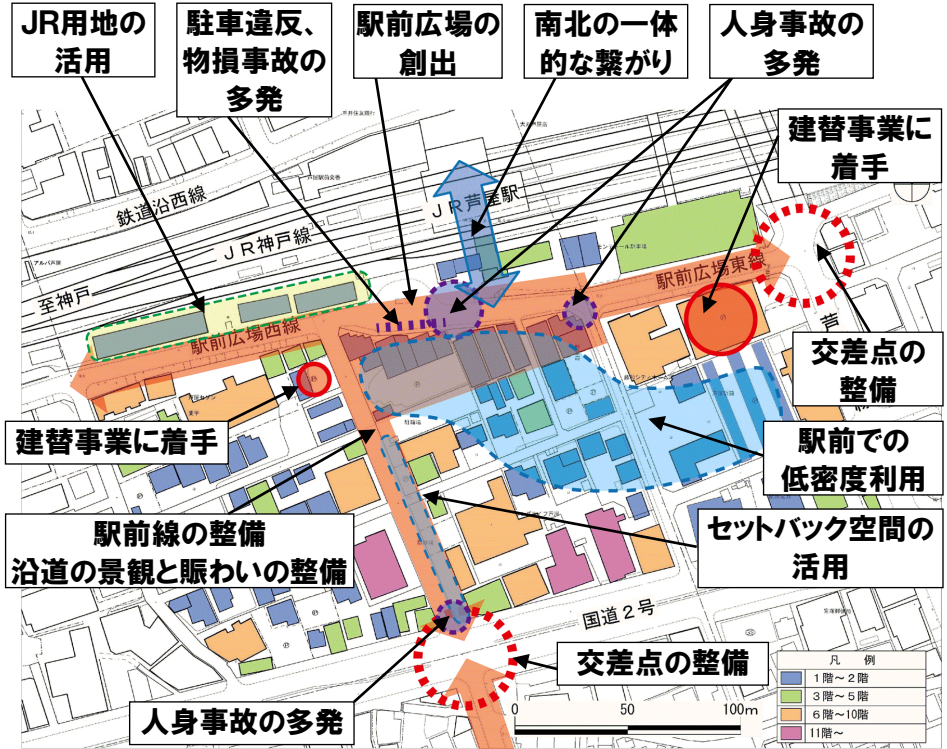 JR用地の
活用
駐車違反、
物損事故の
多発
駅前広場の
創出
南北の一体
的な繋がり
人身事故の
多発
建替事業に
着手
鉄道沿西線
JR芦屋駅
JR神戸線
至神戸
駅前広場東線
駅前広場西線
芦
交差点の
整備
建替事業に着手
駅前での
低密度利用
駅前線の整備
沿道の景観と賑わいの整備
セットバック空間の
活用
国道2号
交差点の整備
人身事故の多発
0
50
100m
凡 例
1階～2階
3階～5階
6階～10階
11階～